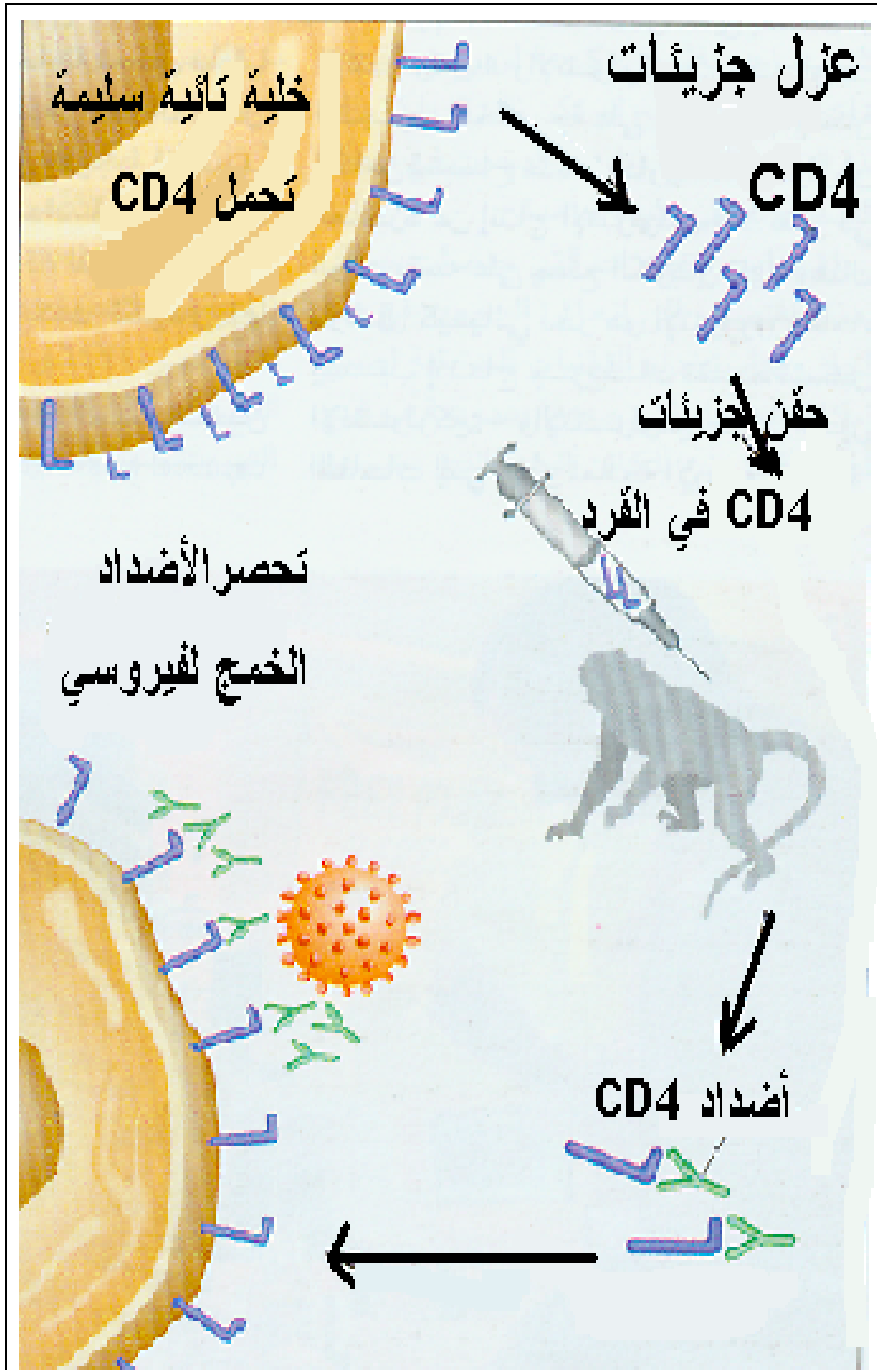 عزل جزيئات
CD4
خلية تائية سليمة
تحمل CD4
حقن جزيئات
CD4 في القرد
تحصر الأضداد
الخمج لفيروسي
أضداد CD4